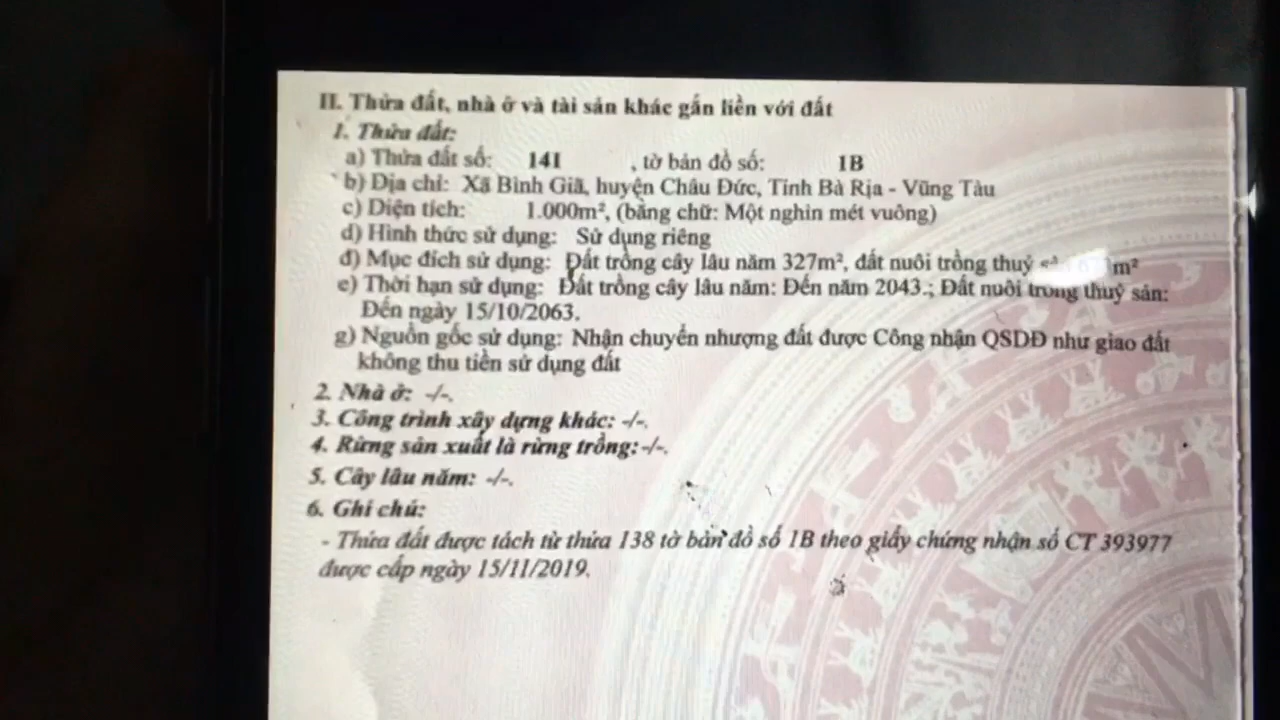 II. Thửa đất, nhà ở và tài sản khác gắn liền với đất
1. Thửa đất:
a) Thửa đất số: 141 , tờ bản đồ số: 1B
b) Địa chỉ: Xã Bình Giã, huyện Châu Đức, Tỉnh Bà Rịa - Vũng Tàu
c) Diện tích: 1.000m², (bằng chữ: Một nghìn mét vuông)
d) Hình thức sử dụng: Sử dụng riêng
đ) Mục đích sử dụng: Đất trồng cây lâu năm 327m², đất nuôi trồng thuỷ m²
e) Thời hạn sử dụng: Đất trồng cây lâu năm: Đến năm 2043.; Đất nuôi trồng thuỷ sản:
Đến ngày 15/10/2063.
g) Nguồn gốc sử dụng: Nhận chuyển nhượng đất được Công nhận QSDĐ như giao đất
không thu tiền sử dụng đất
2. Nhà ở: -/-.
3. Công trình xây dựng khác: -/-.
4. Rừng sản xuất là rừng trồng: -/-.
5. Cây lâu năm: -/-.
6. Ghi chú:
- Thửa đất được tách từ thửa 138 tờ bản đồ số 1B theo giấy chứng nhận số CT 393977
được cấp ngày 15/11/2019.